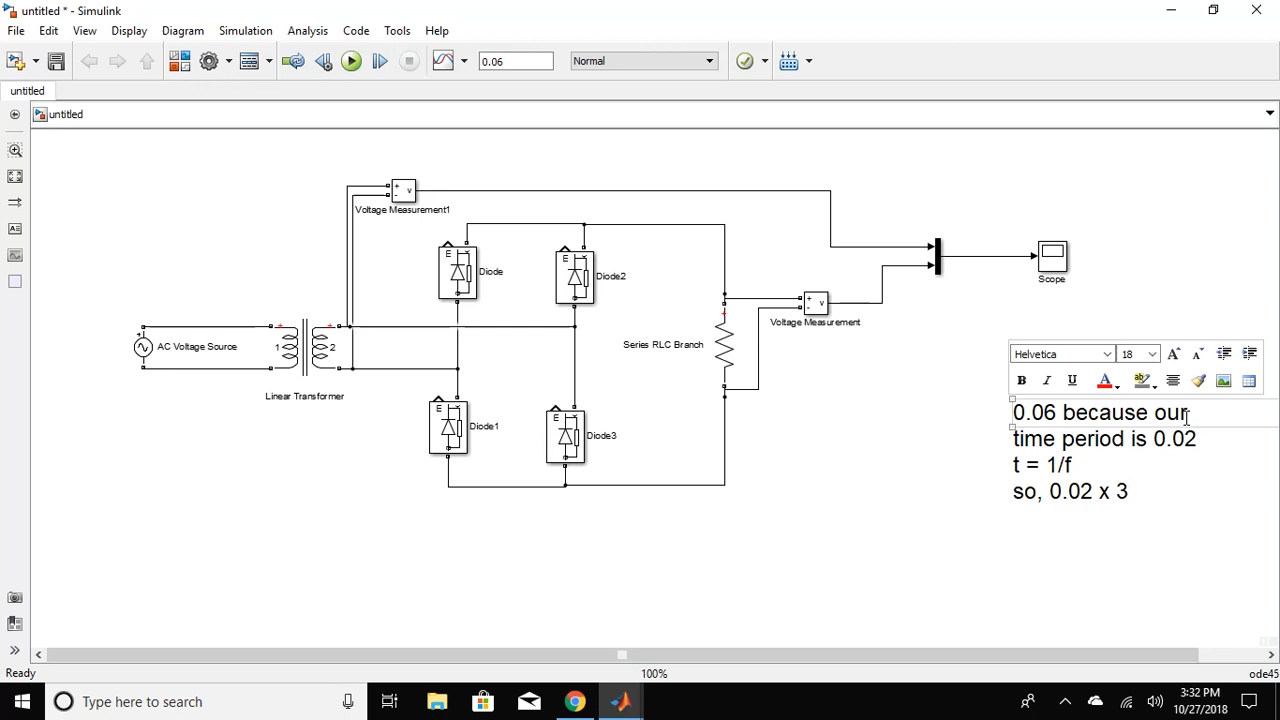 untitled * - Simulink
File Edit View Display Diagram Simulation Analysis Code Tools Help
0.06
Normal
untitled
untitled
+
-
v
Voltage Measurement1
m
k
a
Diode
m
k
a
Diode2
Scope
+
-
v
Voltage Measurement
+
AC Voltage Source
+
1
+
2
Linear Transformer
+
Series RLC Branch
m
k
a
Diode1
m
k
a
Diode3
Helvetica
18
B I U A ab
0.06 because our
time period is 0.02
t = 1/f
so, 0.02 x 3
Ready
100%
ode45
Type here to search
3:32 PM
10/27/2018